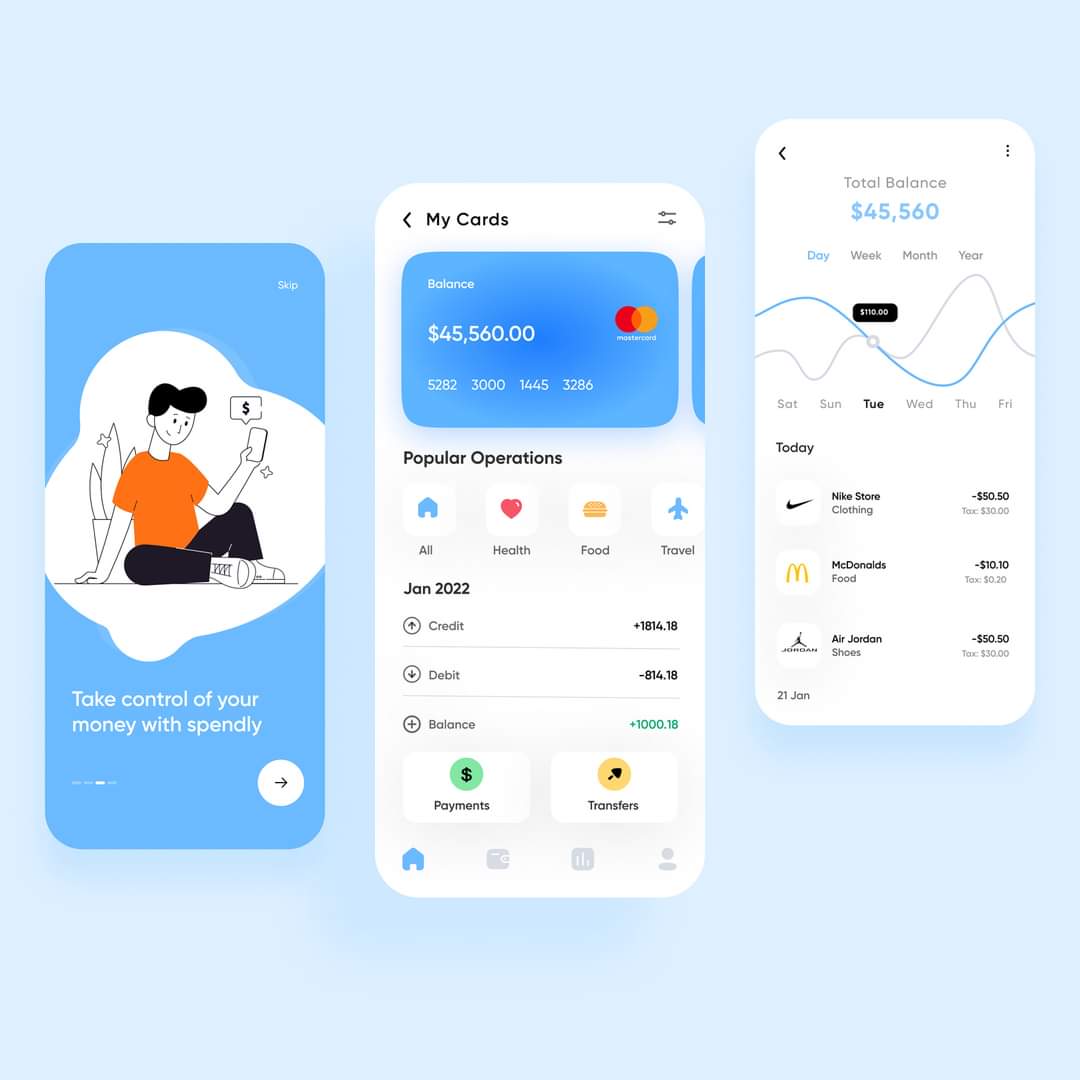 Skip
$
Take control of your
money with spendly
My Cards
Balance
$45,560.00
mastercard
5282 3000 1445 3286
Popular Operations
All Health Food Travel
Jan 2022
Credit +1814.18
Debit -814.18
Balance +1000.18
$
Payments Transfers
Total Balance
$45,560
Day Week Month Year
$110.00
Sat Sun Tue Wed Thu Fri
Today
Nike Store -$50.50
Clothing Tax: $30.00
McDonalds -$10.10
Food Tax: $0.20
Air Jordan -$50.50
JORDAN
Shoes Tax: $30.00
21 Jan